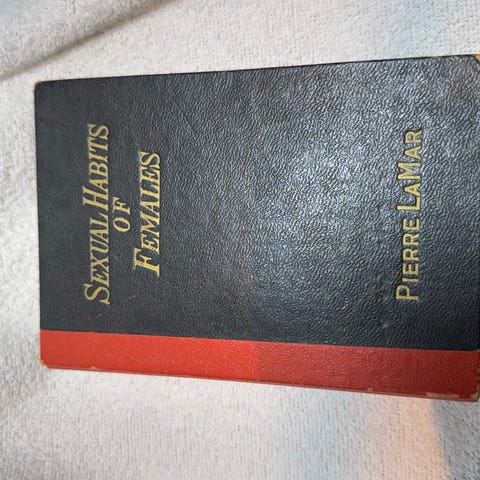 SEXUAL HABITS
OF
FEMALES
PIERRE LAMAR